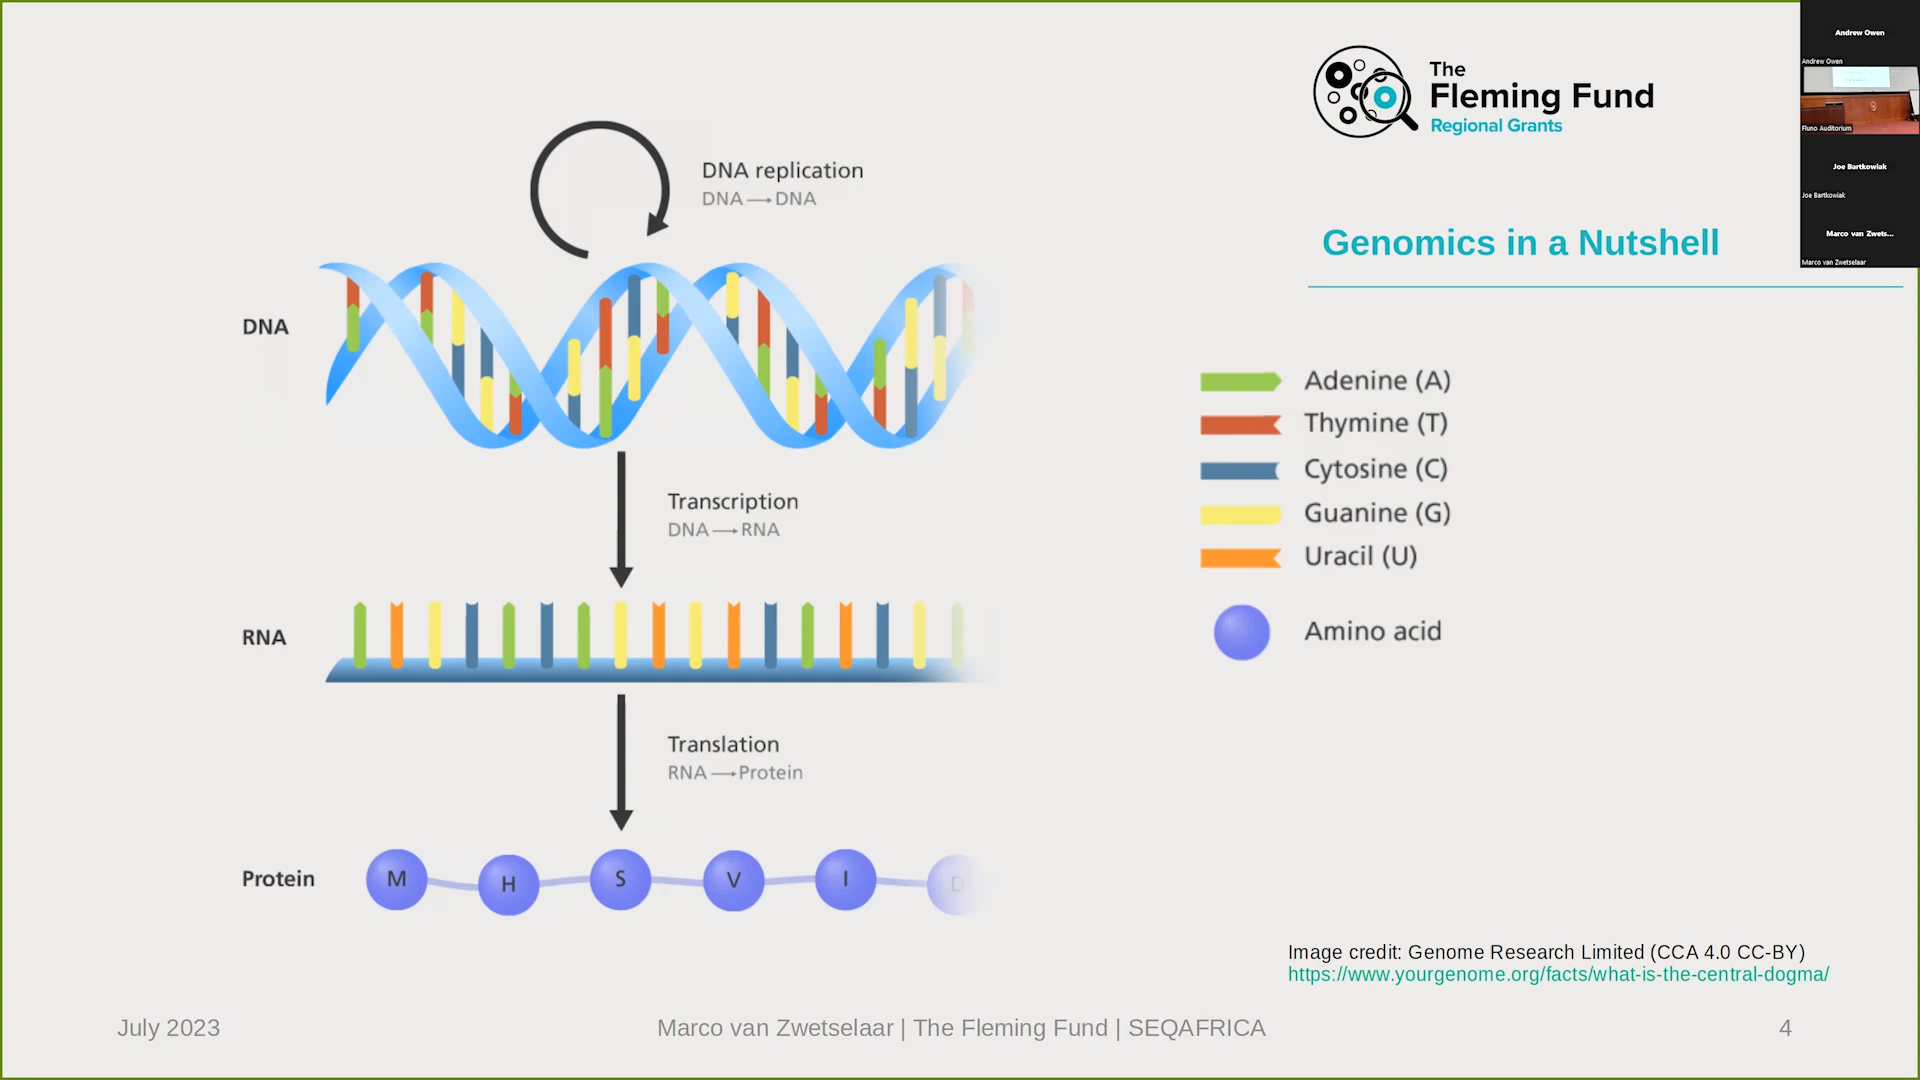 The
Fleming Fund
Regional Grants
Genomics in a Nutshell
DNA replication
DNA → DNA
DNA
Transcription
DNA → RNA
RNA
Translation
RNA → Protein
Protein
M H S V I D
Adenine (A)
Thymine (T)
Cytosine (C)
Guanine (G)
Uracil (U)
Amino acid
Image credit: Genome Research Limited (CCA 4.0 CC-BY)
https://www.yourgenome.org/facts/what-is-the-central-dogma/
July 2023
Marco van Zwetselaar | The Fleming Fund | SEQAFRICA
4
Andrew Owen
Andrew Owen
Fluno Auditorium
Joe Bartkowiak
Joe Bartkowiak
Marco van Zwets...
Marco van Zwetselaar